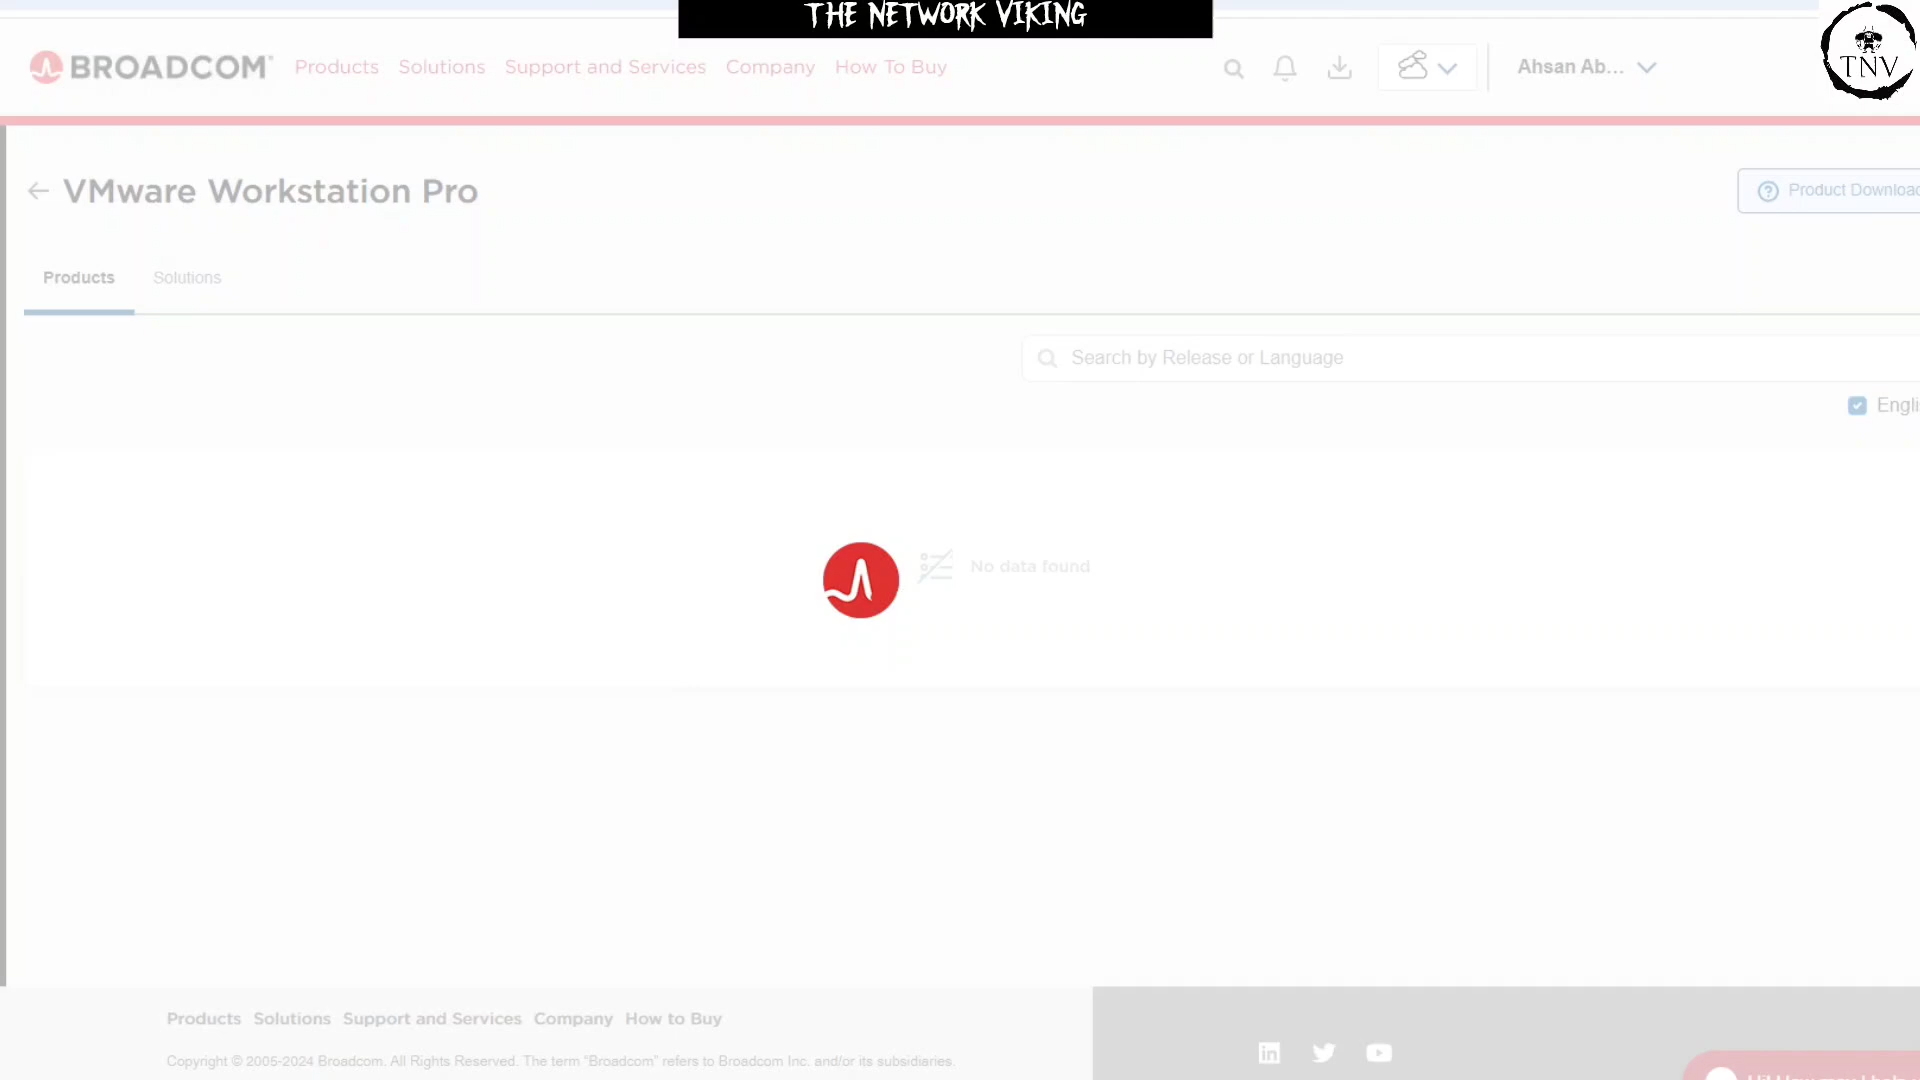 THE NETWORK VIKING
BROADCOM Products Solutions Support and Services Company How To Buy Ahsan Ab...
TNV
VMware Workstation Pro
Product Download
Products Solutions
Search by Release or Language
Engli
No data found
Products Solutions Support and Services Company How to Buy
Copyright © 2005-2024 Broadcom. All Rights Reserved. The term “Broadcom” refers to Broadcom Inc. and/or its subsidiaries.